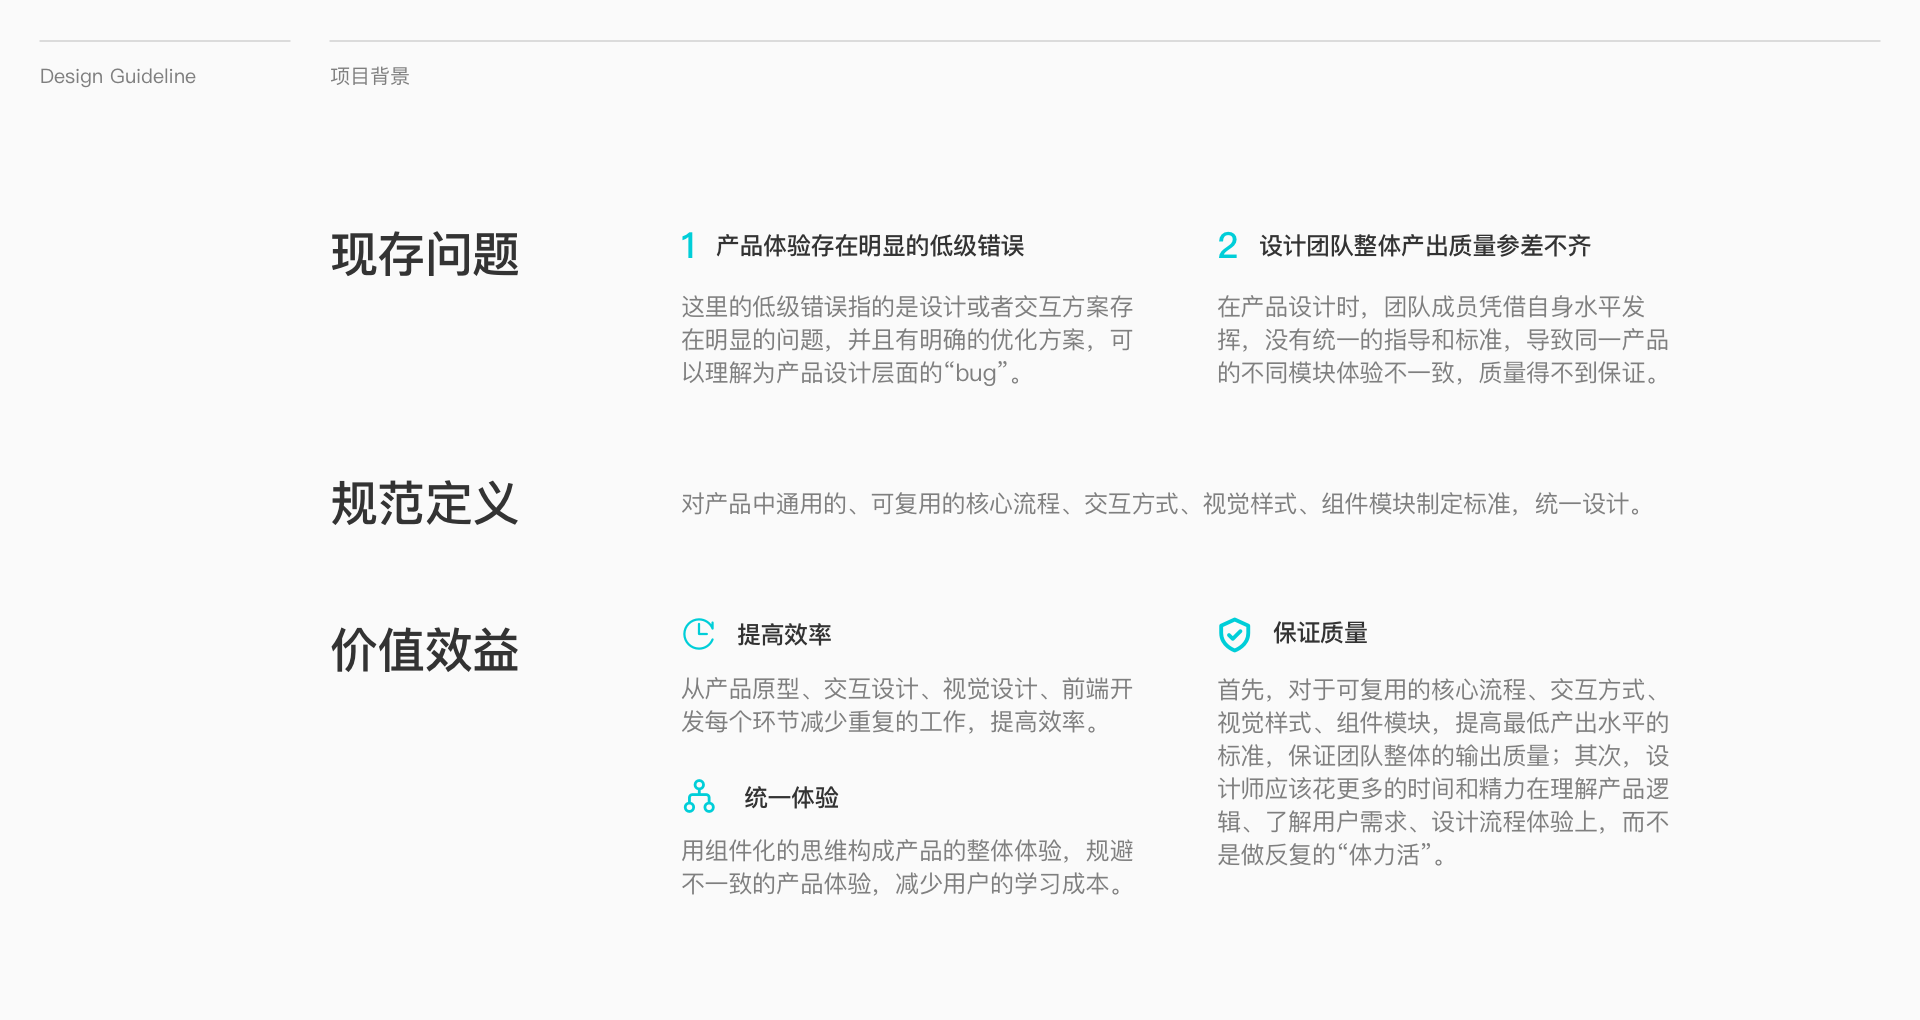 Design Guideline
项目背景
现存问题
1 产品体验存在明显的低级错误
这里的低级错误指的是设计或者交互方案存
在明显的问题，并且有明确的优化方案，可
以理解为产品设计层面的“bug”。
2 设计团队整体产出质量参差不齐
在产品设计时，团队成员凭借自身水平发
挥，没有统一的指导和标准，导致同一产品
的不同模块体验不一致，质量得不到保证。
规范定义
对产品中通用的、可复用的核心流程、交互方式、视觉样式、组件模块制定标准，统一设计。
价值效益
提高效率
从产品原型、交互设计、视觉设计、前端开
发每个环节减少重复的工作，提高效率。
统一体验
用组件化的思维构成产品的整体体验，规避
不一致的产品体验，减少用户的学习成本。
保证质量
首先，对于可复用的核心流程、交互方式、
视觉样式、组件模块，提高最低产出水平的
标准，保证团队整体的输出质量；其次，设
计师应该花更多的时间和精力在理解产品逻
辑、了解用户需求、设计流程体验上，而不
是做反复的“体力活”。